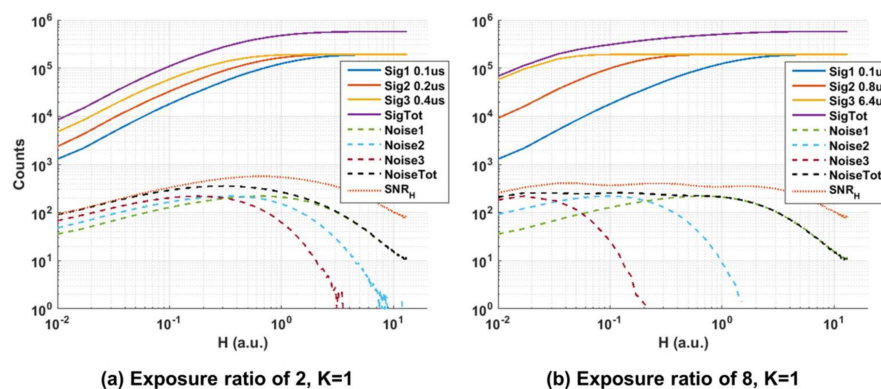 10^6
10^5
10^4
10^3
10^2
10^1
10^0
Counts
Sig1 0.1us
Sig2 0.2us
Sig3 0.4us
SigTot
Noise1
Noise2
Noise3
NoiseTot
SNR_H
10^-2
10^-1
10^0
10^1
H (a.u.)
(a) Exposure ratio of 2, K=1
10^6
10^5
10^4
10^3
10^2
10^1
10^0
Sig1 0.1us
Sig2 0.8us
Sig3 6.4us
SigTot
Noise1
Noise2
Noise3
NoiseTot
SNR_H
10^-2
10^-1
10^0
10^1
H (a.u.)
(b) Exposure ratio of 8, K=1